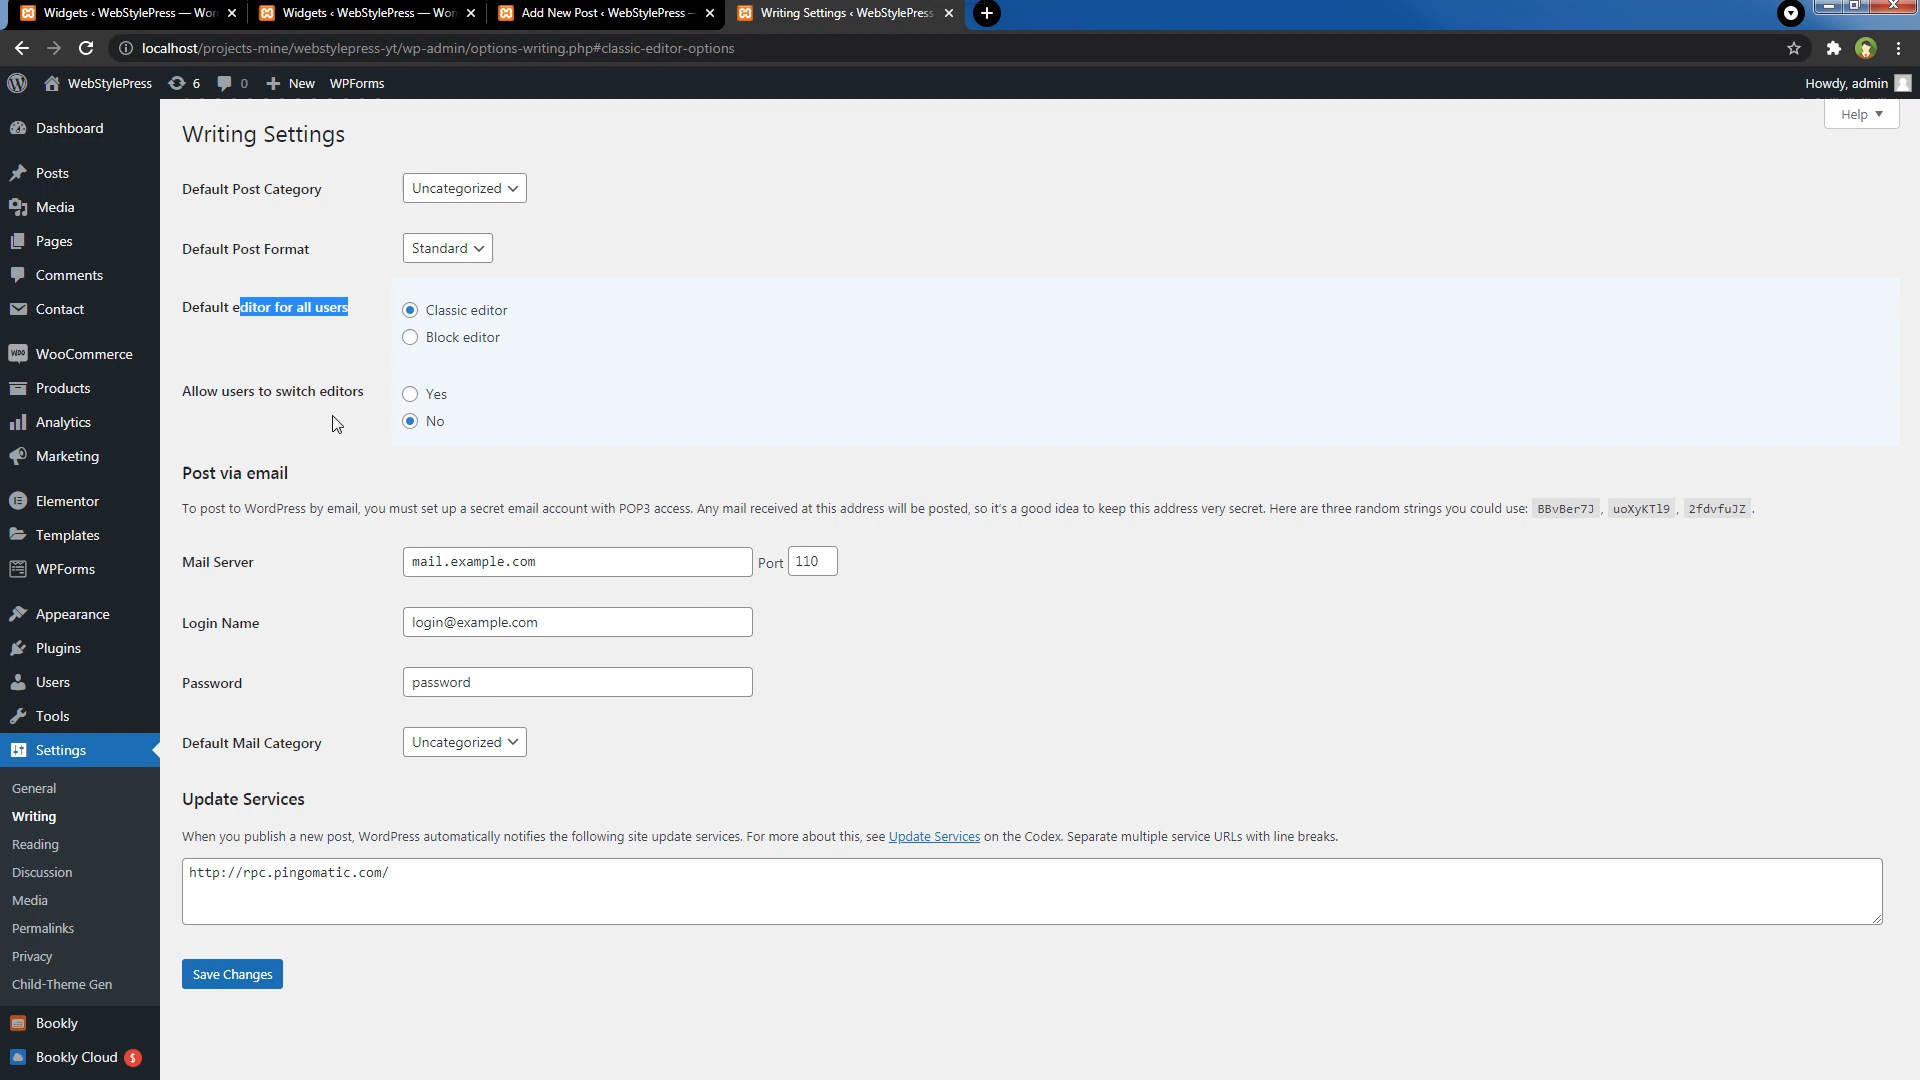 Widgets ‹ WebStylePress — Wor
Widgets ‹ WebStylePress — Wor
Add New Post ‹ WebStylePress —
Writing Settings ‹ WebStylePress
localhost/projects-mine/webstylepress-yt/wp-admin/options-writing.php#classic-editor-options
WebStylePress 6 0 New WPForms
Howdy, admin
Help
Dashboard
Posts
Media
Pages
Comments
Contact
WooCommerce
Products
Analytics
Marketing
Elementor
Templates
WPForms
Appearance
Plugins
Users
Tools
Settings
General
Writing
Reading
Discussion
Media
Permalinks
Privacy
Child-Theme Gen
Bookly
Bookly Cloud $
Writing Settings
Default Post Category Uncategorized
Default Post Format Standard
Default editor for all users Classic editor
Block editor
Allow users to switch editors Yes
No
Post via email
To post to WordPress by email, you must set up a secret email account with POP3 access. Any mail received at this address will be posted, so it's a good idea to keep this address very secret. Here are three random strings you could use: BBvBer7J , uoXyKTl9 , 2fdvfuJZ .
Mail Server mail.example.com Port 110
Login Name login@example.com
Password password
Default Mail Category Uncategorized
Update Services
When you publish a new post, WordPress automatically notifies the following site update services. For more about this, see Update Services on the Codex. Separate multiple service URLs with line breaks.
http://rpc.pingomatic.com/
Save Changes